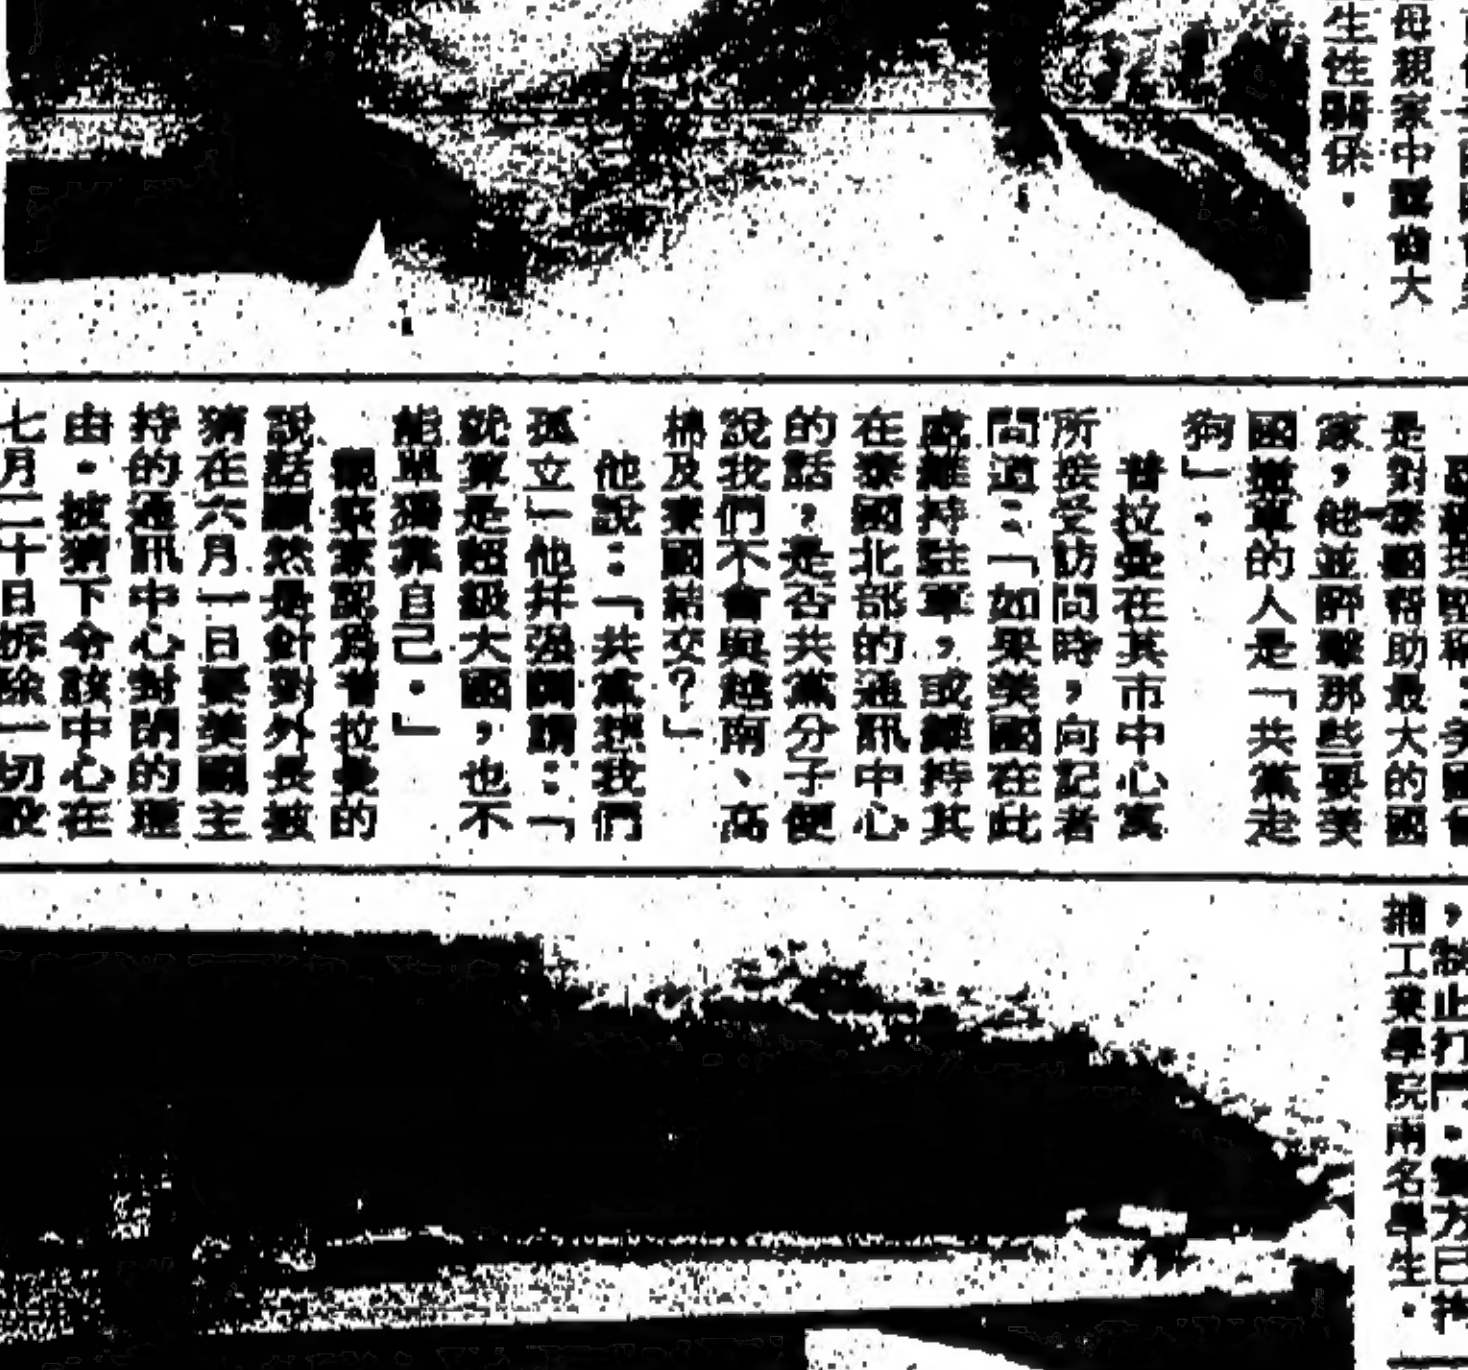 母親家中
大
生性關係．
是對泰國幫助最大的國
家，他並抨擊那些要美
國撤軍的人是「共黨走
狗」．
昔拉曼在其市中心寓
所接受訪問時，向記者
問道：「如果美國在此
處維持駐軍，或維持其
在泰國北部的通訊中心
的話，是否共黨分子便
說我們不會與越南、高
棉及寮國結交？」
他說：「共黨想我們
孤立」他并强調謂：「
就算是超級大國，也不
能單獨靠自己．」
觀察家認爲昔拉曼的
說話顯然是針對外長披
猜在六月一日要美國主
持的通訊中心封閉的理
由．披猜下令該中心在
七月二十日拆除一切設
打鬥．
方已
捕工業學院兩名學生．